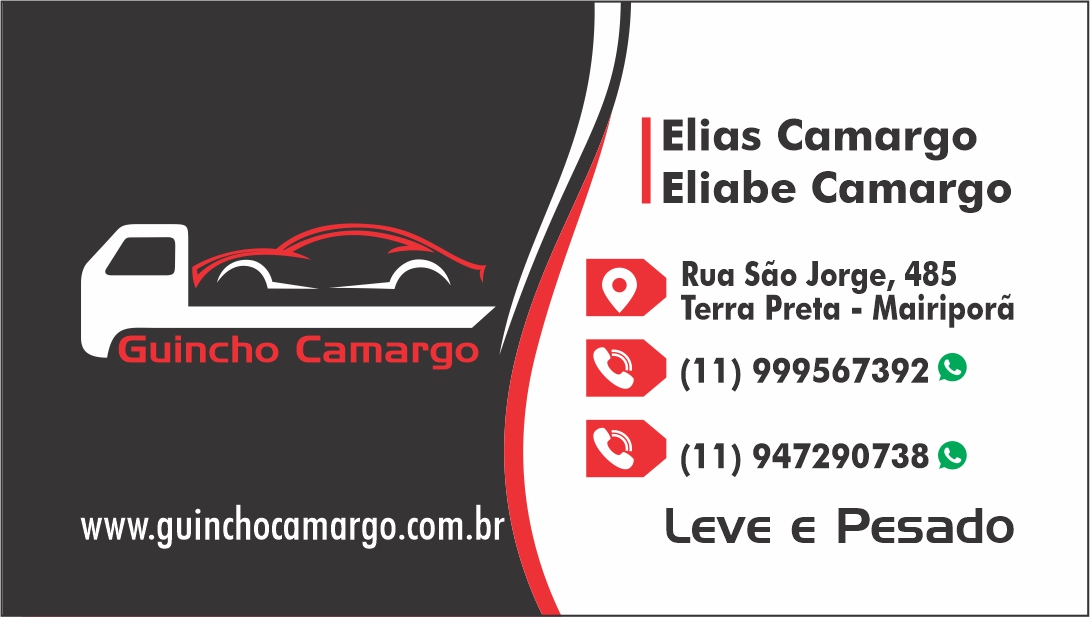 Guincho Camargo
www.guinchocamargo.com.br
Elias Camargo
Eliabe Camargo
Rua São Jorge, 485
Terra Preta - Mairiporã
(11) 999567392
(11) 947290738
Leve e Pesado